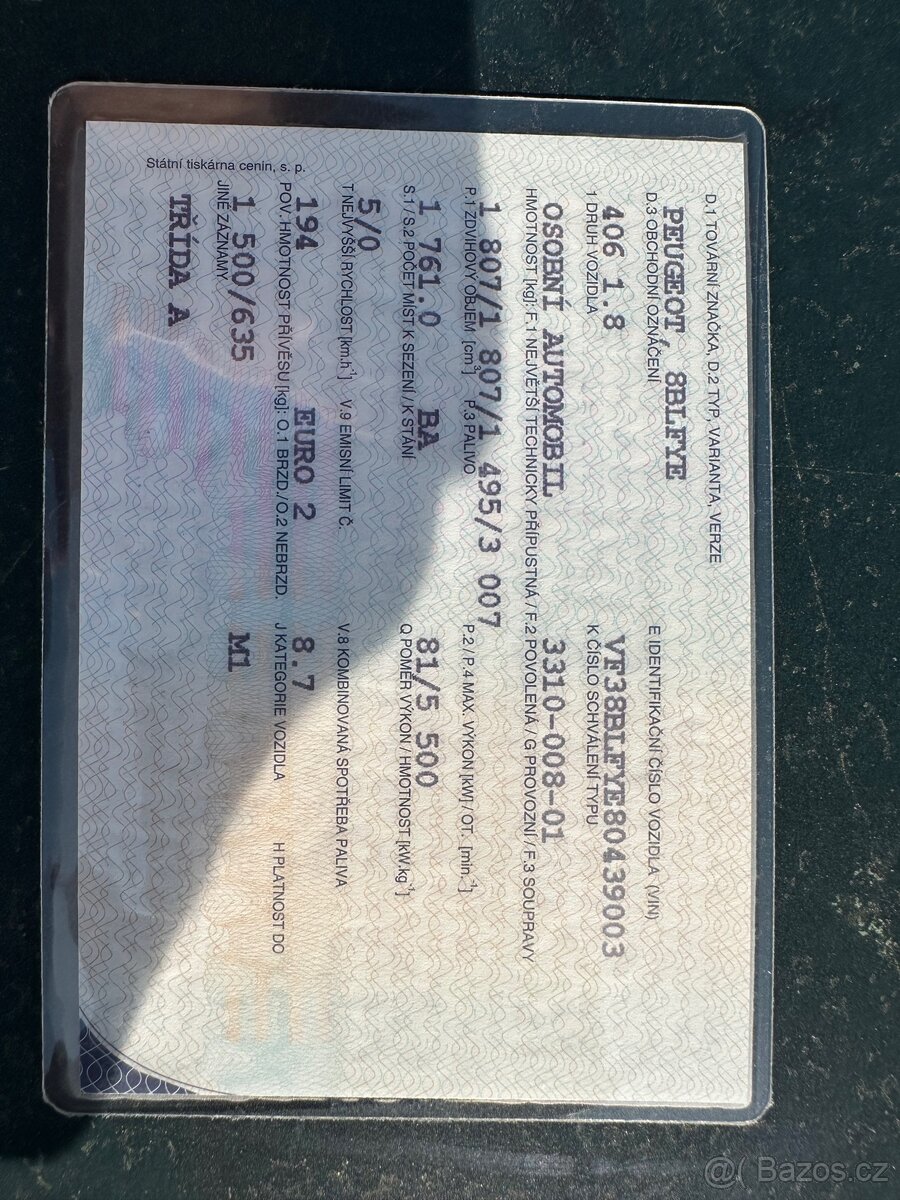 D.1 TOVÁRNÍ ZNAČKA, D.2 TYP, VARIANTA, VERZE
PEUGEOT, 8BLFYE
D.3 OBCHODNÍ OZNAČENÍ E IDENTIFIKAČNÍ ČÍSLO VOZIDLA (VIN)
406 1.8 VF38BLFYE80439003
1 DRUH VOZIDLA K ČÍSLO SCHVÁLENÍ TYPU
OSOBNÍ AUTOMOBIL 3310-008-01
HMOTNOST [kg]: F.1 NEJVĚTŠÍ TECHNICKY PŘÍPUSTNÁ / F.2 POVOLENÁ / G PROVOZNÍ / F.3 SOUPRAVY
1 807/1 807/1 495/3 007
P.1 ZDVIHOVÝ OBJEM [cm³] P.3 PALIVO P.2 / P.4 MAX. VÝKON [kW] / OT. [min.⁻¹]
1 761.0 BA 81/5 500
S.1 / S.2 POČET MÍST K SEZENÍ / K STÁNÍ Q POMĚR VÝKON / HMOTNOST [kW.kg⁻¹]
5/0
T NEJVYŠŠÍ RYCHLOST [km.h⁻¹] V.9 EMISNÍ LIMIT Č. V.8 KOMBINOVANÁ SPOTŘEBA PALIVA
194 EURO 2 8.7
POV. HMOTNOST PŘÍVĚSU [kg]: O.1 BRZD./O.2 NEBRZD. J KATEGORIE VOZIDLA H PLATNOST DO
1 500/635 M1
JINÉ ZÁZNAMY
TŘÍDA A
Státní tiskárna cenin, s. p.
@( Bazos.cz